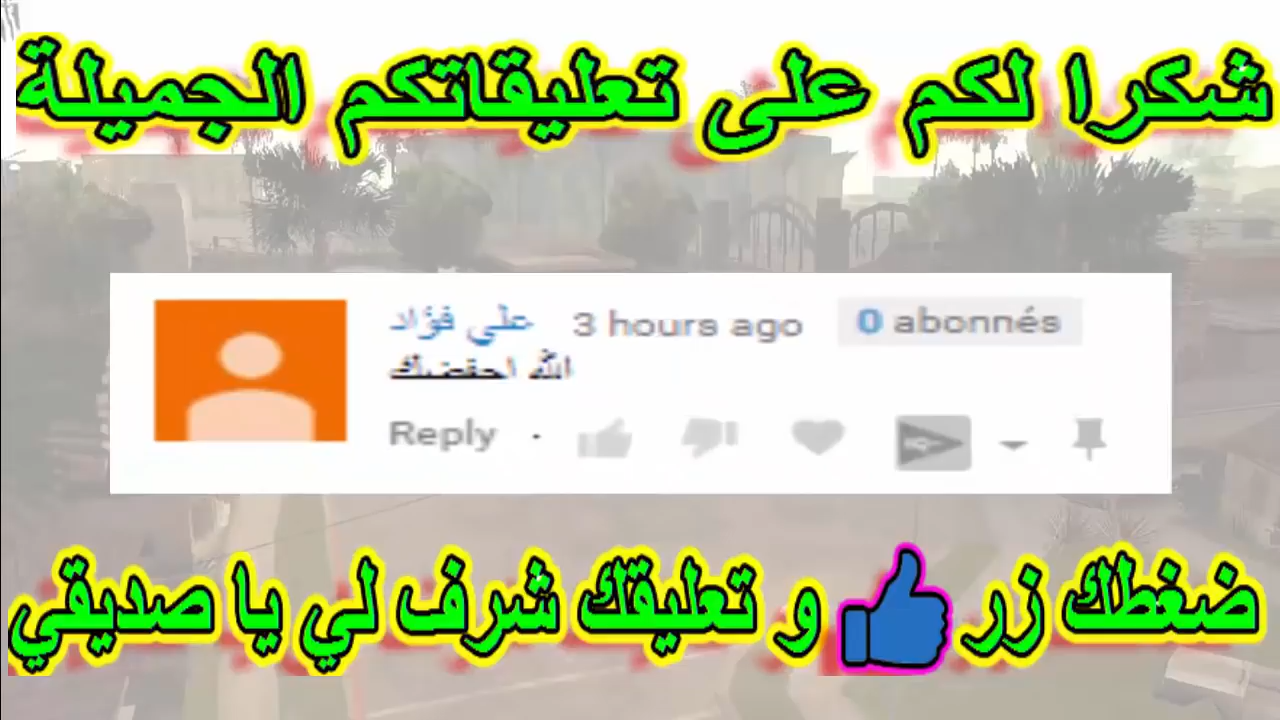 شكرا لكم على تعليقاتكم الجميلة
علي فؤاد 3 hours ago 0 abonnés
الله احفضك
Reply
ضغطك زر و تعليقك شرف لي يا صديقي